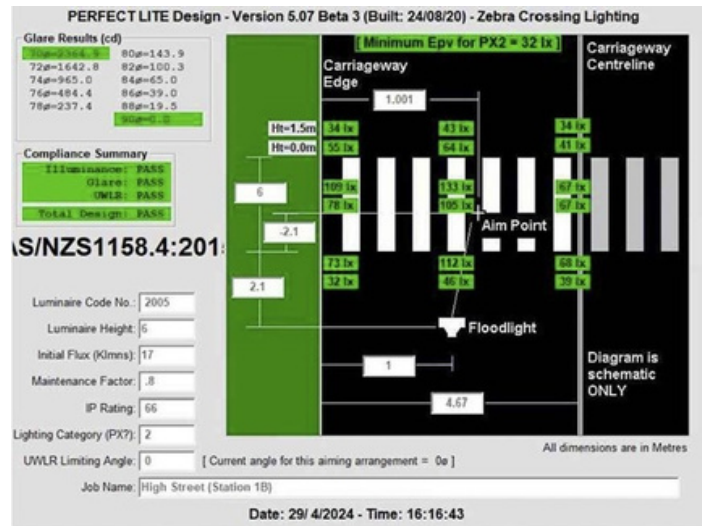 PERFECT LITE Design - Version 5.07 Beta 3 (Built: 24/08/20) - Zebra Crossing Lighting
Glare Results (cd)
70ø=2364.9 80ø=143.9
72ø=1642.8 82ø=100.3
74ø=965.0 84ø=65.0
76ø=484.4 86ø=39.0
78ø=237.4 88ø=19.5
90ø=0.0
Compliance Summary
Illuminance: PASS
Glare: PASS
UWLR: PASS
Total Design: PASS
AS/NZS1158.4:201
Luminaire Code No.: 2005
Luminaire Height: 6
Initial Flux (Klmns): 17
Maintenance Factor: .8
IP Rating: 66
Lighting Category (PX?): 2
UWLR Limiting Angle: 0 [ Current angle for this aiming arrangement = 0ø ]
Job Name: High Street (Station 1B)
[ Minimum Epv for PX2 = 32 lx ]
Carriageway
Edge
Carriageway
Centreline
1.001
Ht=1.5m 34 lx 43 lx 34 lx
Ht=0.0m 55 lx 64 lx 41 lx
6
109 lx 133 lx 67 lx
78 lx 105 lx 67 lx
-2.1
Aim Point
73 lx 112 lx 68 lx
32 lx 46 lx 39 lx
2.1
Floodlight
1
4.67
Diagram is
schematic
ONLY
All dimensions are in Metres
Date: 29/ 4/2024 - Time: 16:16:43